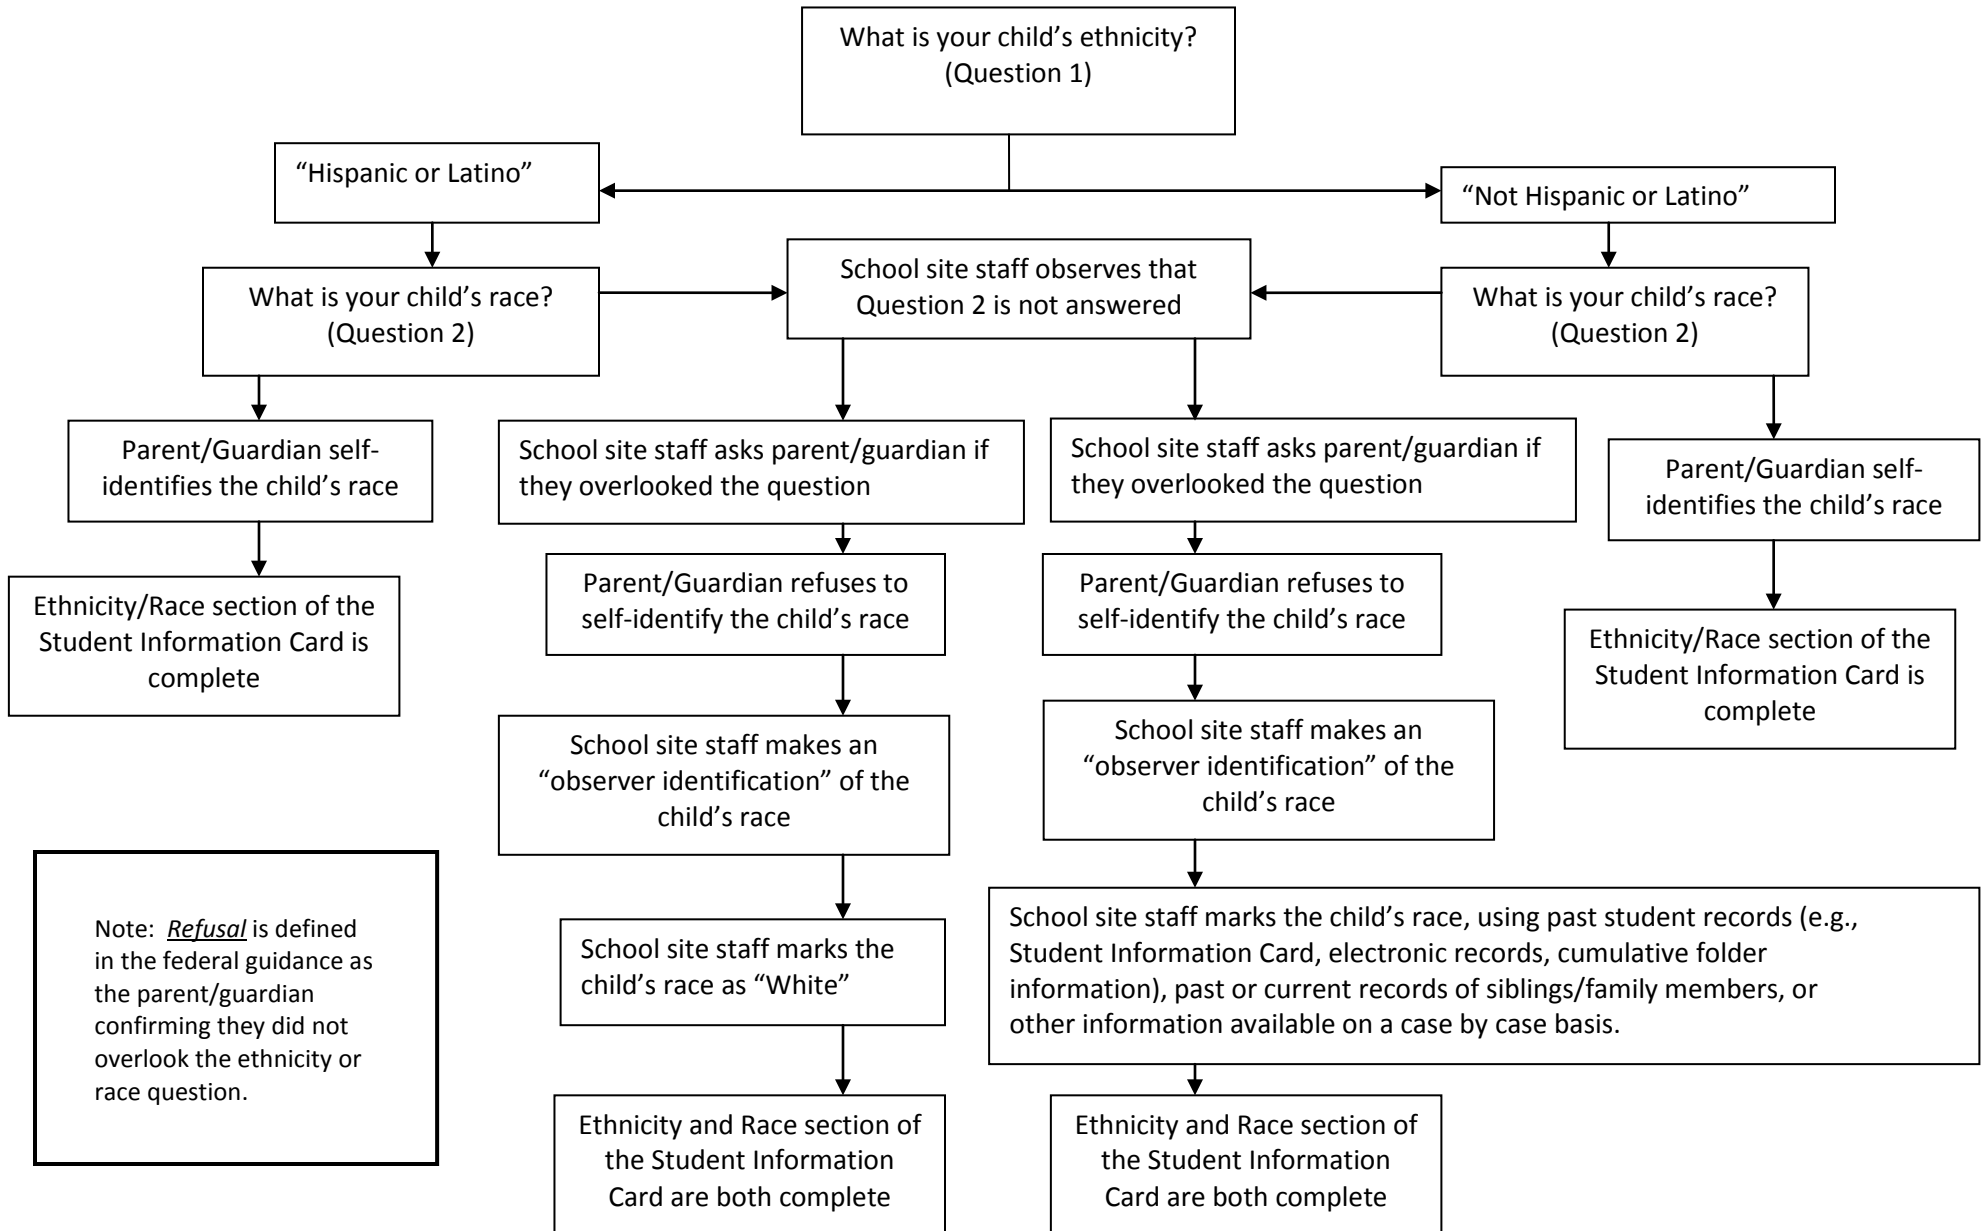 What is your child’s ethnicity?
(Question 1)
“Hispanic or Latino”
“Not Hispanic or Latino”
What is your child’s race?
(Question 2)
School site staff observes that
Question 2 is not answered
What is your child’s race?
(Question 2)
Parent/Guardian self-
identifies the child’s race
School site staff asks parent/guardian if
they overlooked the question
School site staff asks parent/guardian if
they overlooked the question
Parent/Guardian self-
identifies the child’s race
Ethnicity/Race section of the
Student Information Card is
complete
Parent/Guardian refuses to
self-identify the child’s race
Parent/Guardian refuses to
self-identify the child’s race
Ethnicity/Race section of the
Student Information Card is
complete
School site staff makes an
“observer identification” of the
child’s race
School site staff makes an
“observer identification” of the
child’s race
Note: Refusal is defined
in the federal guidance as
the parent/guardian
confirming they did not
overlook the ethnicity or
race question.
School site staff marks the
child’s race as “White”
School site staff marks the child’s race, using past student records (e.g.,
Student Information Card, electronic records, cumulative folder
information), past or current records of siblings/family members, or
other information available on a case by case basis.
Ethnicity and Race section of
the Student Information
Card are both complete
Ethnicity and Race section of
the Student Information
Card are both complete